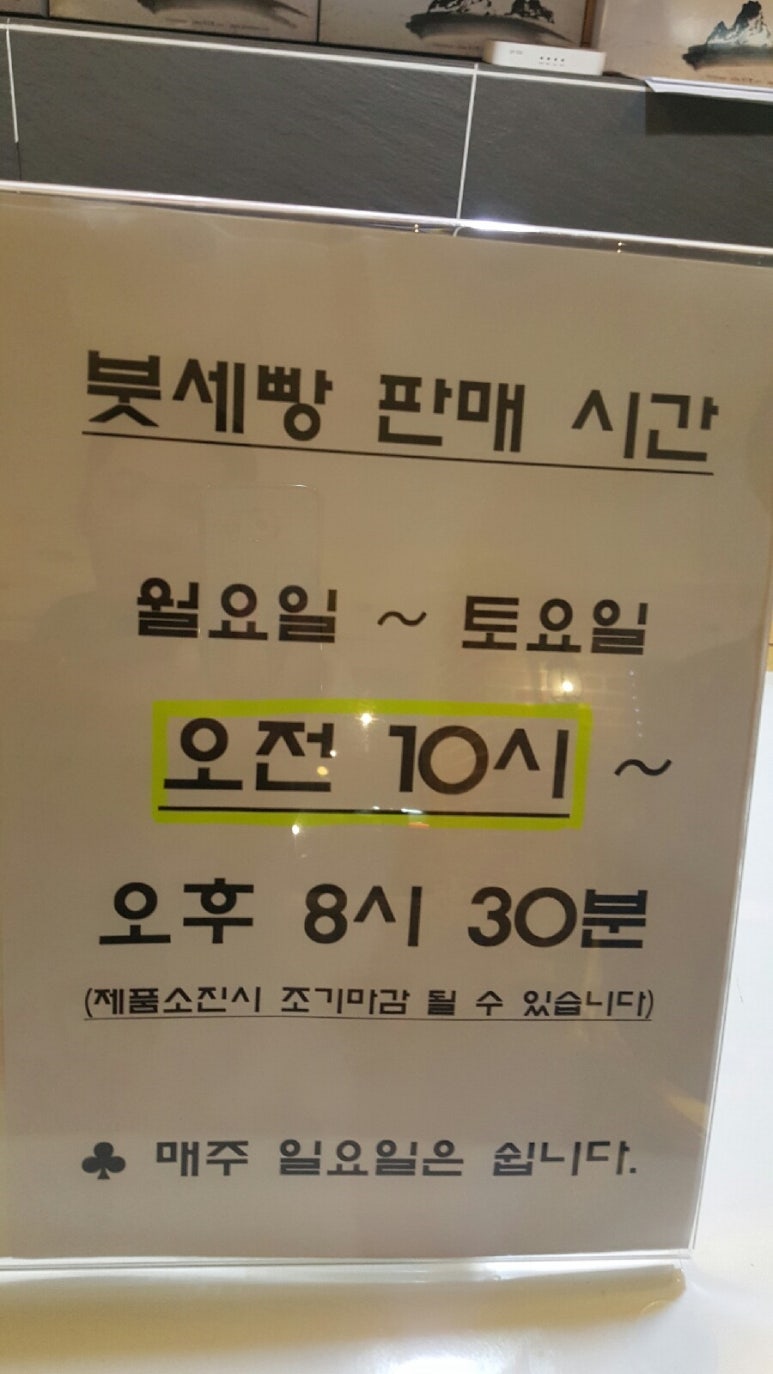 붓세빵 판매 시간
월요일 ~ 토요일
오전 10시 ~
오후 8시 30분
(제품소진시 조기마감 될 수 있습니다)
♣ 매주 일요일은 쉽니다.